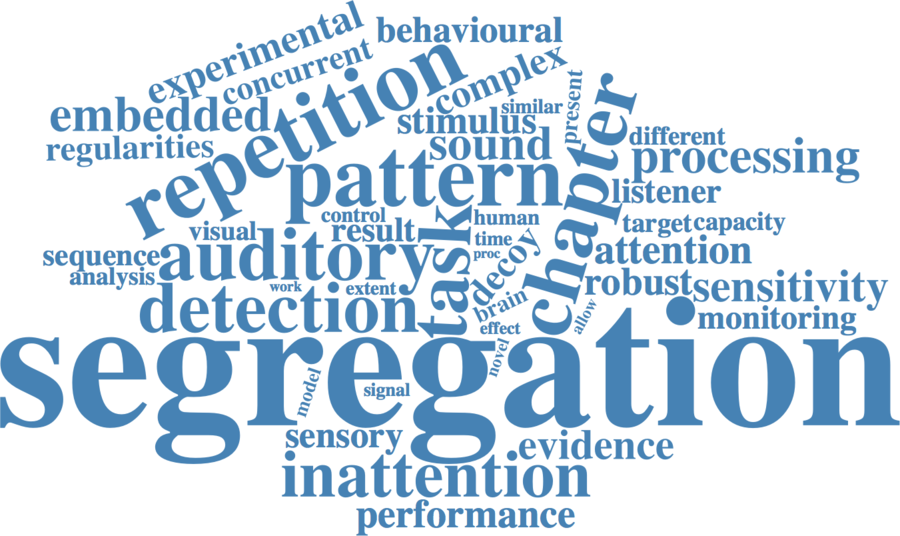 experimental
behavioural
concurrent
repetition
complex
embedded
similar
present
stimulus
regularities
sound
different
processing
pattern
chapter
listener
control
human
visual
result
task
target
capacity
sequence
auditory
time
decoy
attention
analysis
proc
work
extent
brain
robust
sensitivity
detection
effect
allow
monitoring
segregation
novel
model
signal
sensory
evidence
inattention
performance